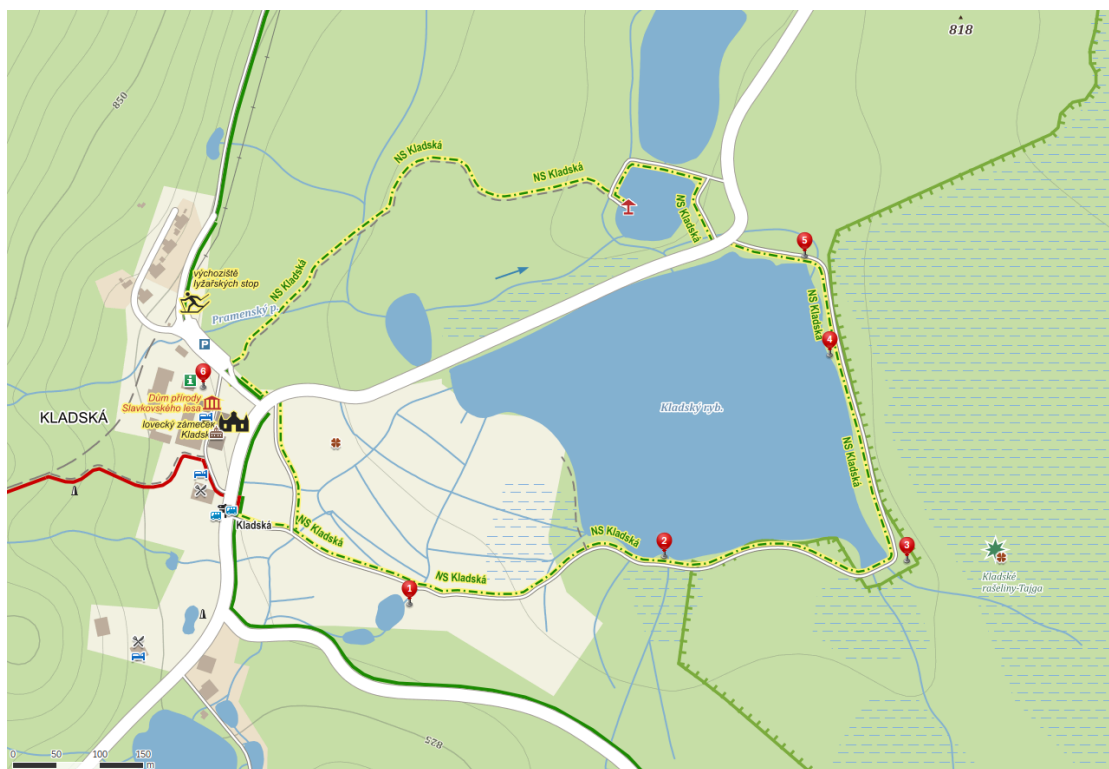 818
850
NS Kladská
NS Kladská
NS Kladská
NS Kladská
5
výchoziště
lyžařských stop
Pramenský p.
NS Kladská
4
P
6
i
Dům přírody
Slavkovského lesa
KLADSKÁ
lovecký zámeček
Kladská
Kladský ryb.
NS Kladská
Kladská
NS Kladská
NS Kladská
2
3
NS Kladská
1
Kladské
rašeliny-Tajga
825
0 50 100 150
m